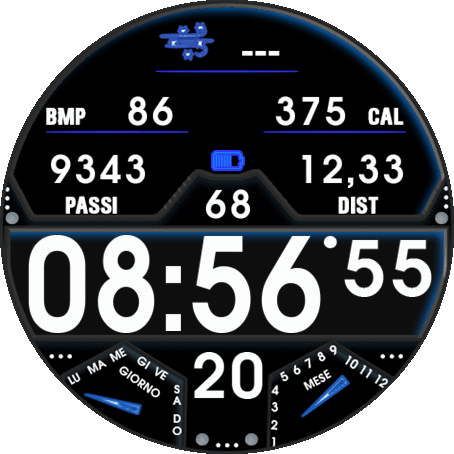 ---
BMP 86
375 CAL
9343
12,33
PASSI
68
DIST
08:56 55
LU MA ME GI VE SA DO
GIORNO
20
1 2 3 4 5 6 7 8 9 10 11 12
MESE